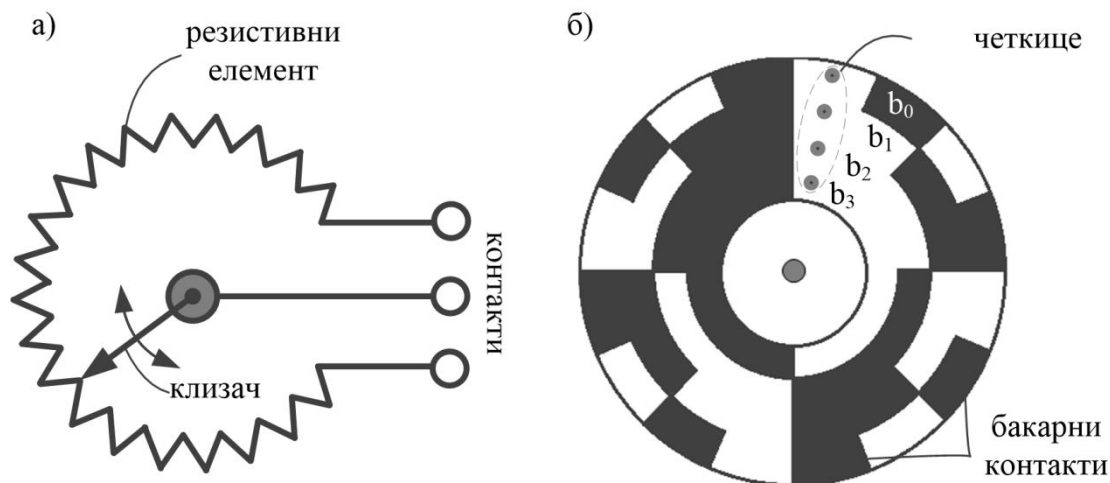 а)
резистивни
елемент
контакти
клизач
б)
четкице
b0
b1
b2
b3
бакарни
контакти